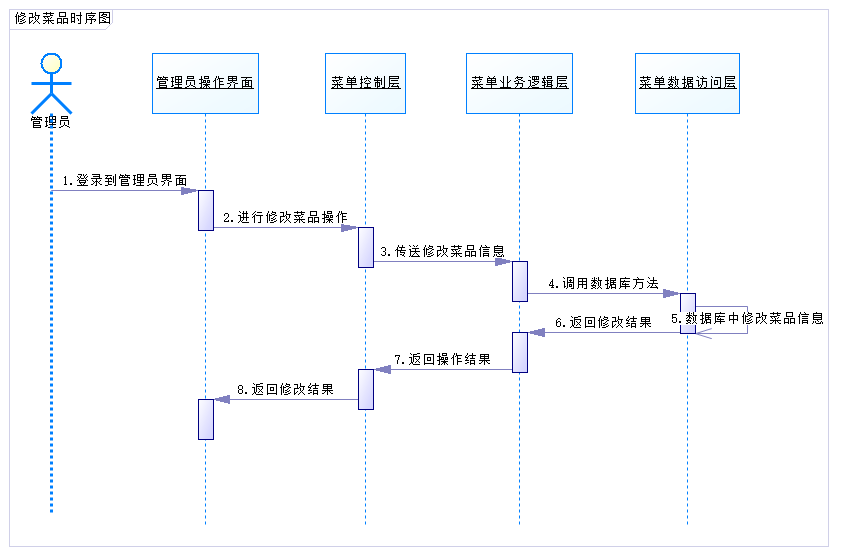 修改菜品时序图
管理员
管理员操作界面
菜单控制层
菜单业务逻辑层
菜单数据访问层
1.登录到管理员界面
2.进行修改菜品操作
3.传送修改菜品信息
4.调用数据库方法
5.数据库中修改菜品信息
6.返回修改结果
7.返回操作结果
8.返回修改结果